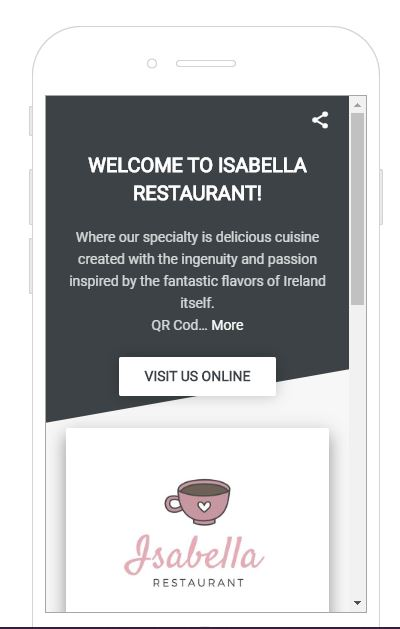 WELCOME TO ISABELLA
RESTAURANT!
Where our specialty is delicious cuisine
created with the ingenuity and passion
inspired by the fantastic flavors of Ireland
itself.
QR Cod... More
VISIT US ONLINE
Isabella
RESTAURANT